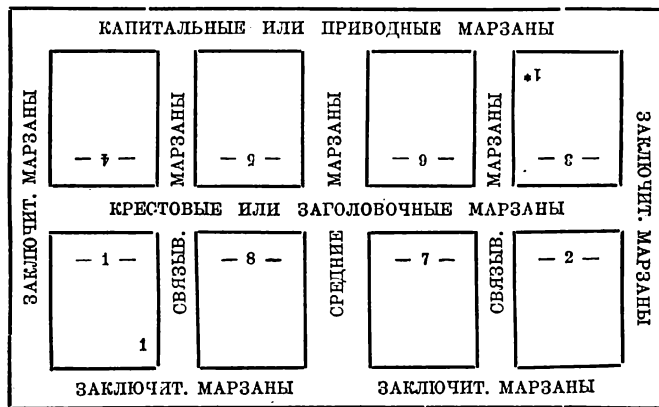 КАПИТАЛЬНЫЕ ИЛИ ПРИВОДНЫЕ МАРЗАНЫ
ЗАКЛЮЧИТ. МАРЗАНЫ
— 4 —
МАРЗАНЫ
— 5 —
МАРЗАНЫ
— 6 —
МАРЗАНЫ
1*
— 3 —
ЗАКЛЮЧИТ. МАРЗАНЫ
КРЕСТОВЫЕ ИЛИ ЗАГОЛОВОЧНЫЕ МАРЗАНЫ
— 1 —
1
СВЯЗЫВ.
— 8 —
СРЕДНИЕ
— 7 —
СВЯЗЫВ.
— 2 —
ЗАКЛЮЧИТ. МАРЗАНЫ
ЗАКЛЮЧИТ. МАРЗАНЫ